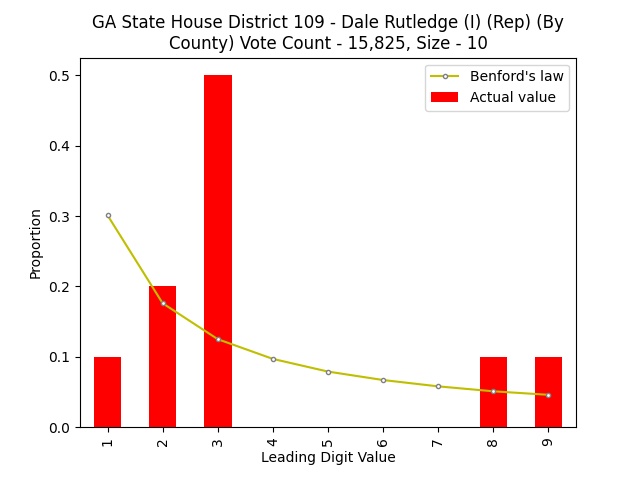 GA State House District 109 - Dale Rutledge (I) (Rep) (By
County) Vote Count - 15,825, Size - 10
Benford's law
Actual value
0.5
0.4
0.3
0.2
0.1
0.0
Proportion
1
2
3
4
5
6
7
8
9
Leading Digit Value